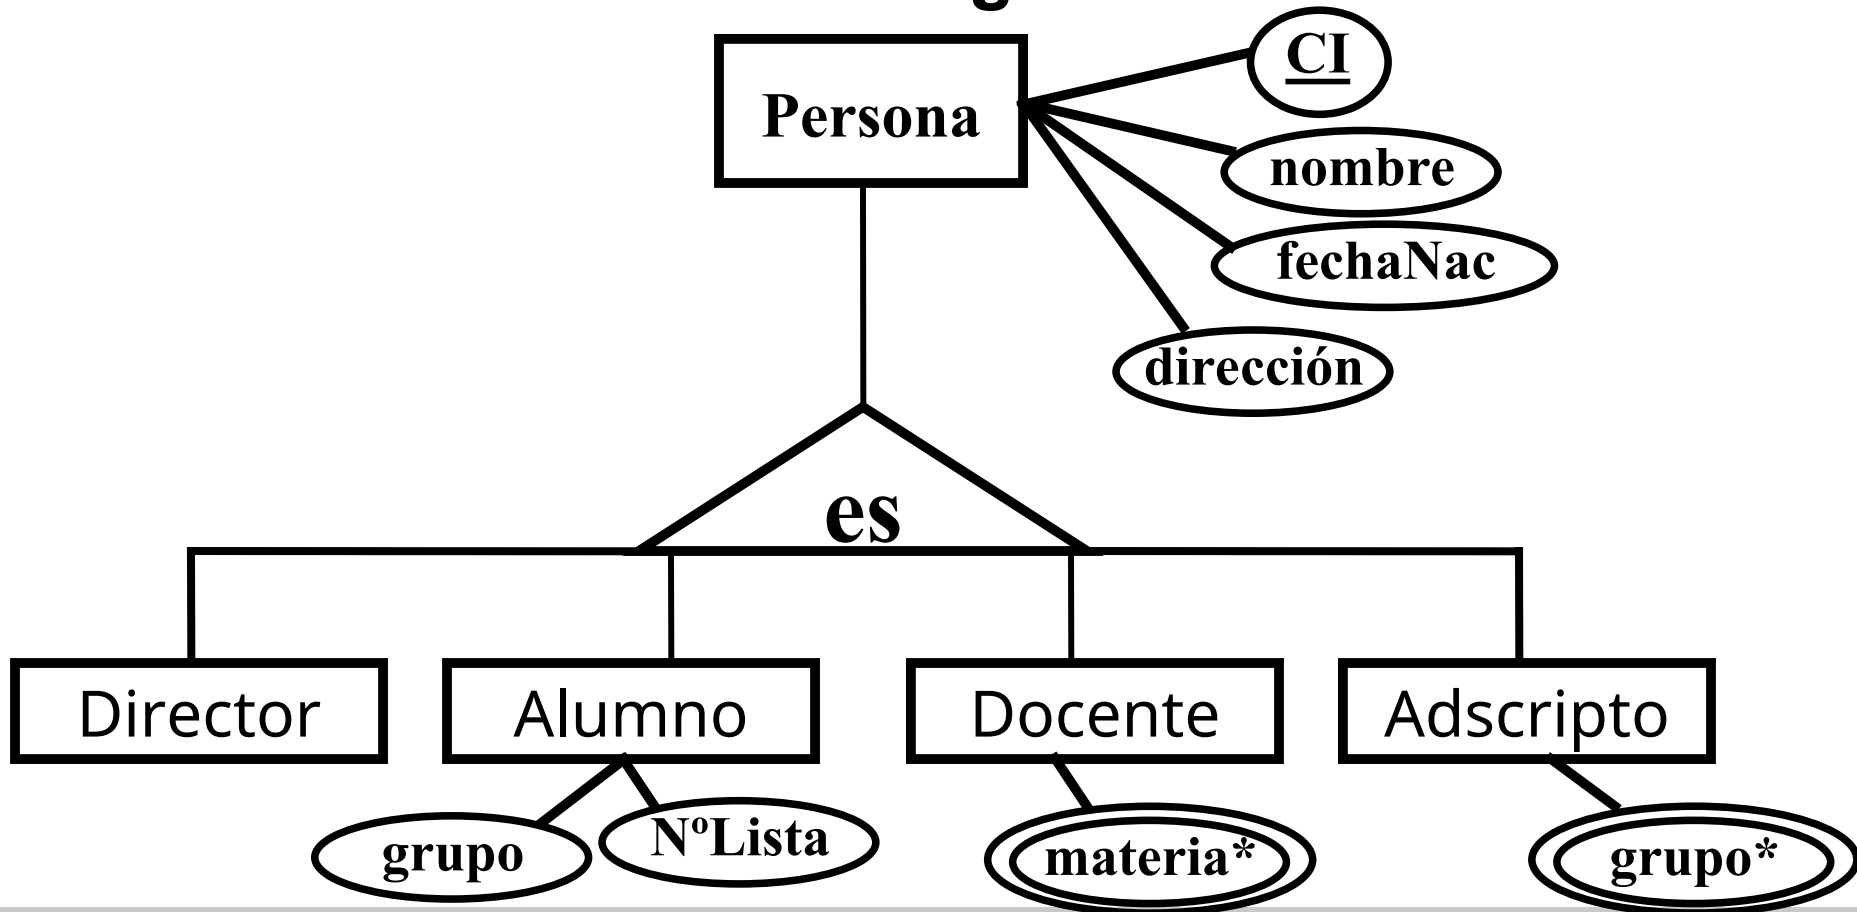 Persona
CI
nombre
fechaNac
dirección
es
Director
Alumno
Docente
Adscripto
grupo
NºLista
materia*
grupo*